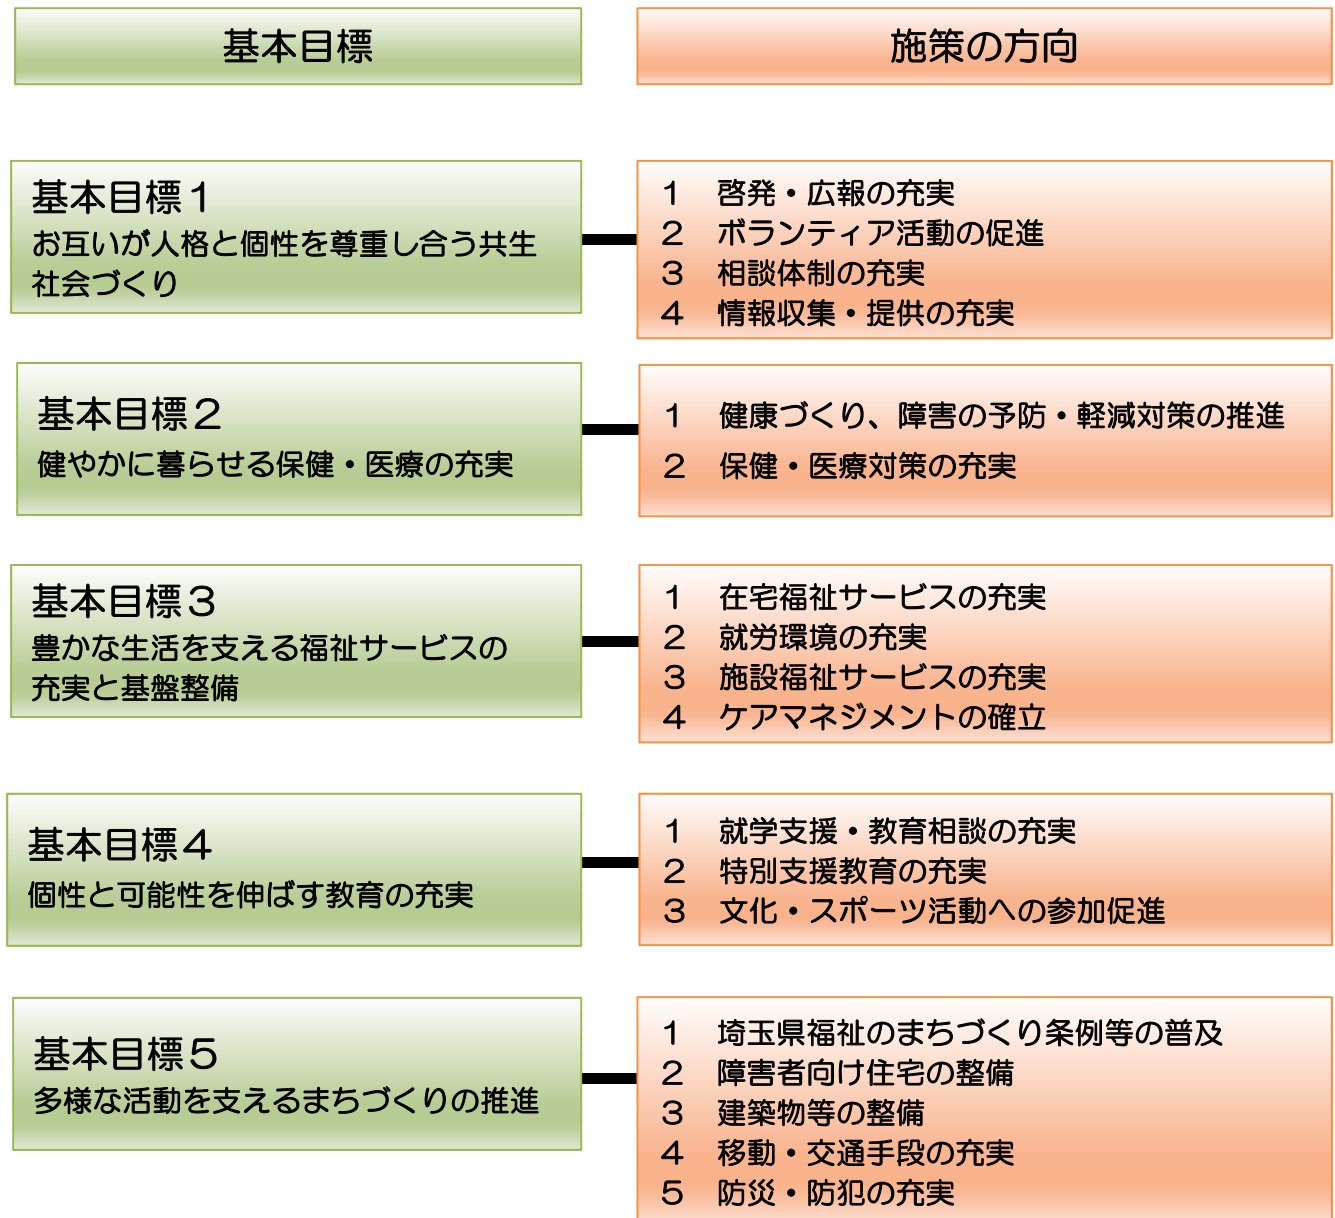 基本目標
施策の方向
基本目標１
お互いが人格と個性を尊重し合う共生
社会づくり
１　啓発・広報の充実
２　ボランティア活動の促進
３　相談体制の充実
４　情報収集・提供の充実
基本目標２
健やかに暮らせる保健・医療の充実
１　健康づくり、障害の予防・軽減対策の推進
２　保健・医療対策の充実
基本目標３
豊かな生活を支える福祉サービスの
充実と基盤整備
１　在宅福祉サービスの充実
２　就労環境の充実
３　施設福祉サービスの充実
４　ケアマネジメントの確立
基本目標４
個性と可能性を伸ばす教育の充実
１　就学支援・教育相談の充実
２　特別支援教育の充実
３　文化・スポーツ活動への参加促進
基本目標５
多様な活動を支えるまちづくりの推進
１　埼玉県福祉のまちづくり条例等の普及
２　障害者向け住宅の整備
３　建築物等の整備
４　移動・交通手段の充実
５　防災・防犯の充実